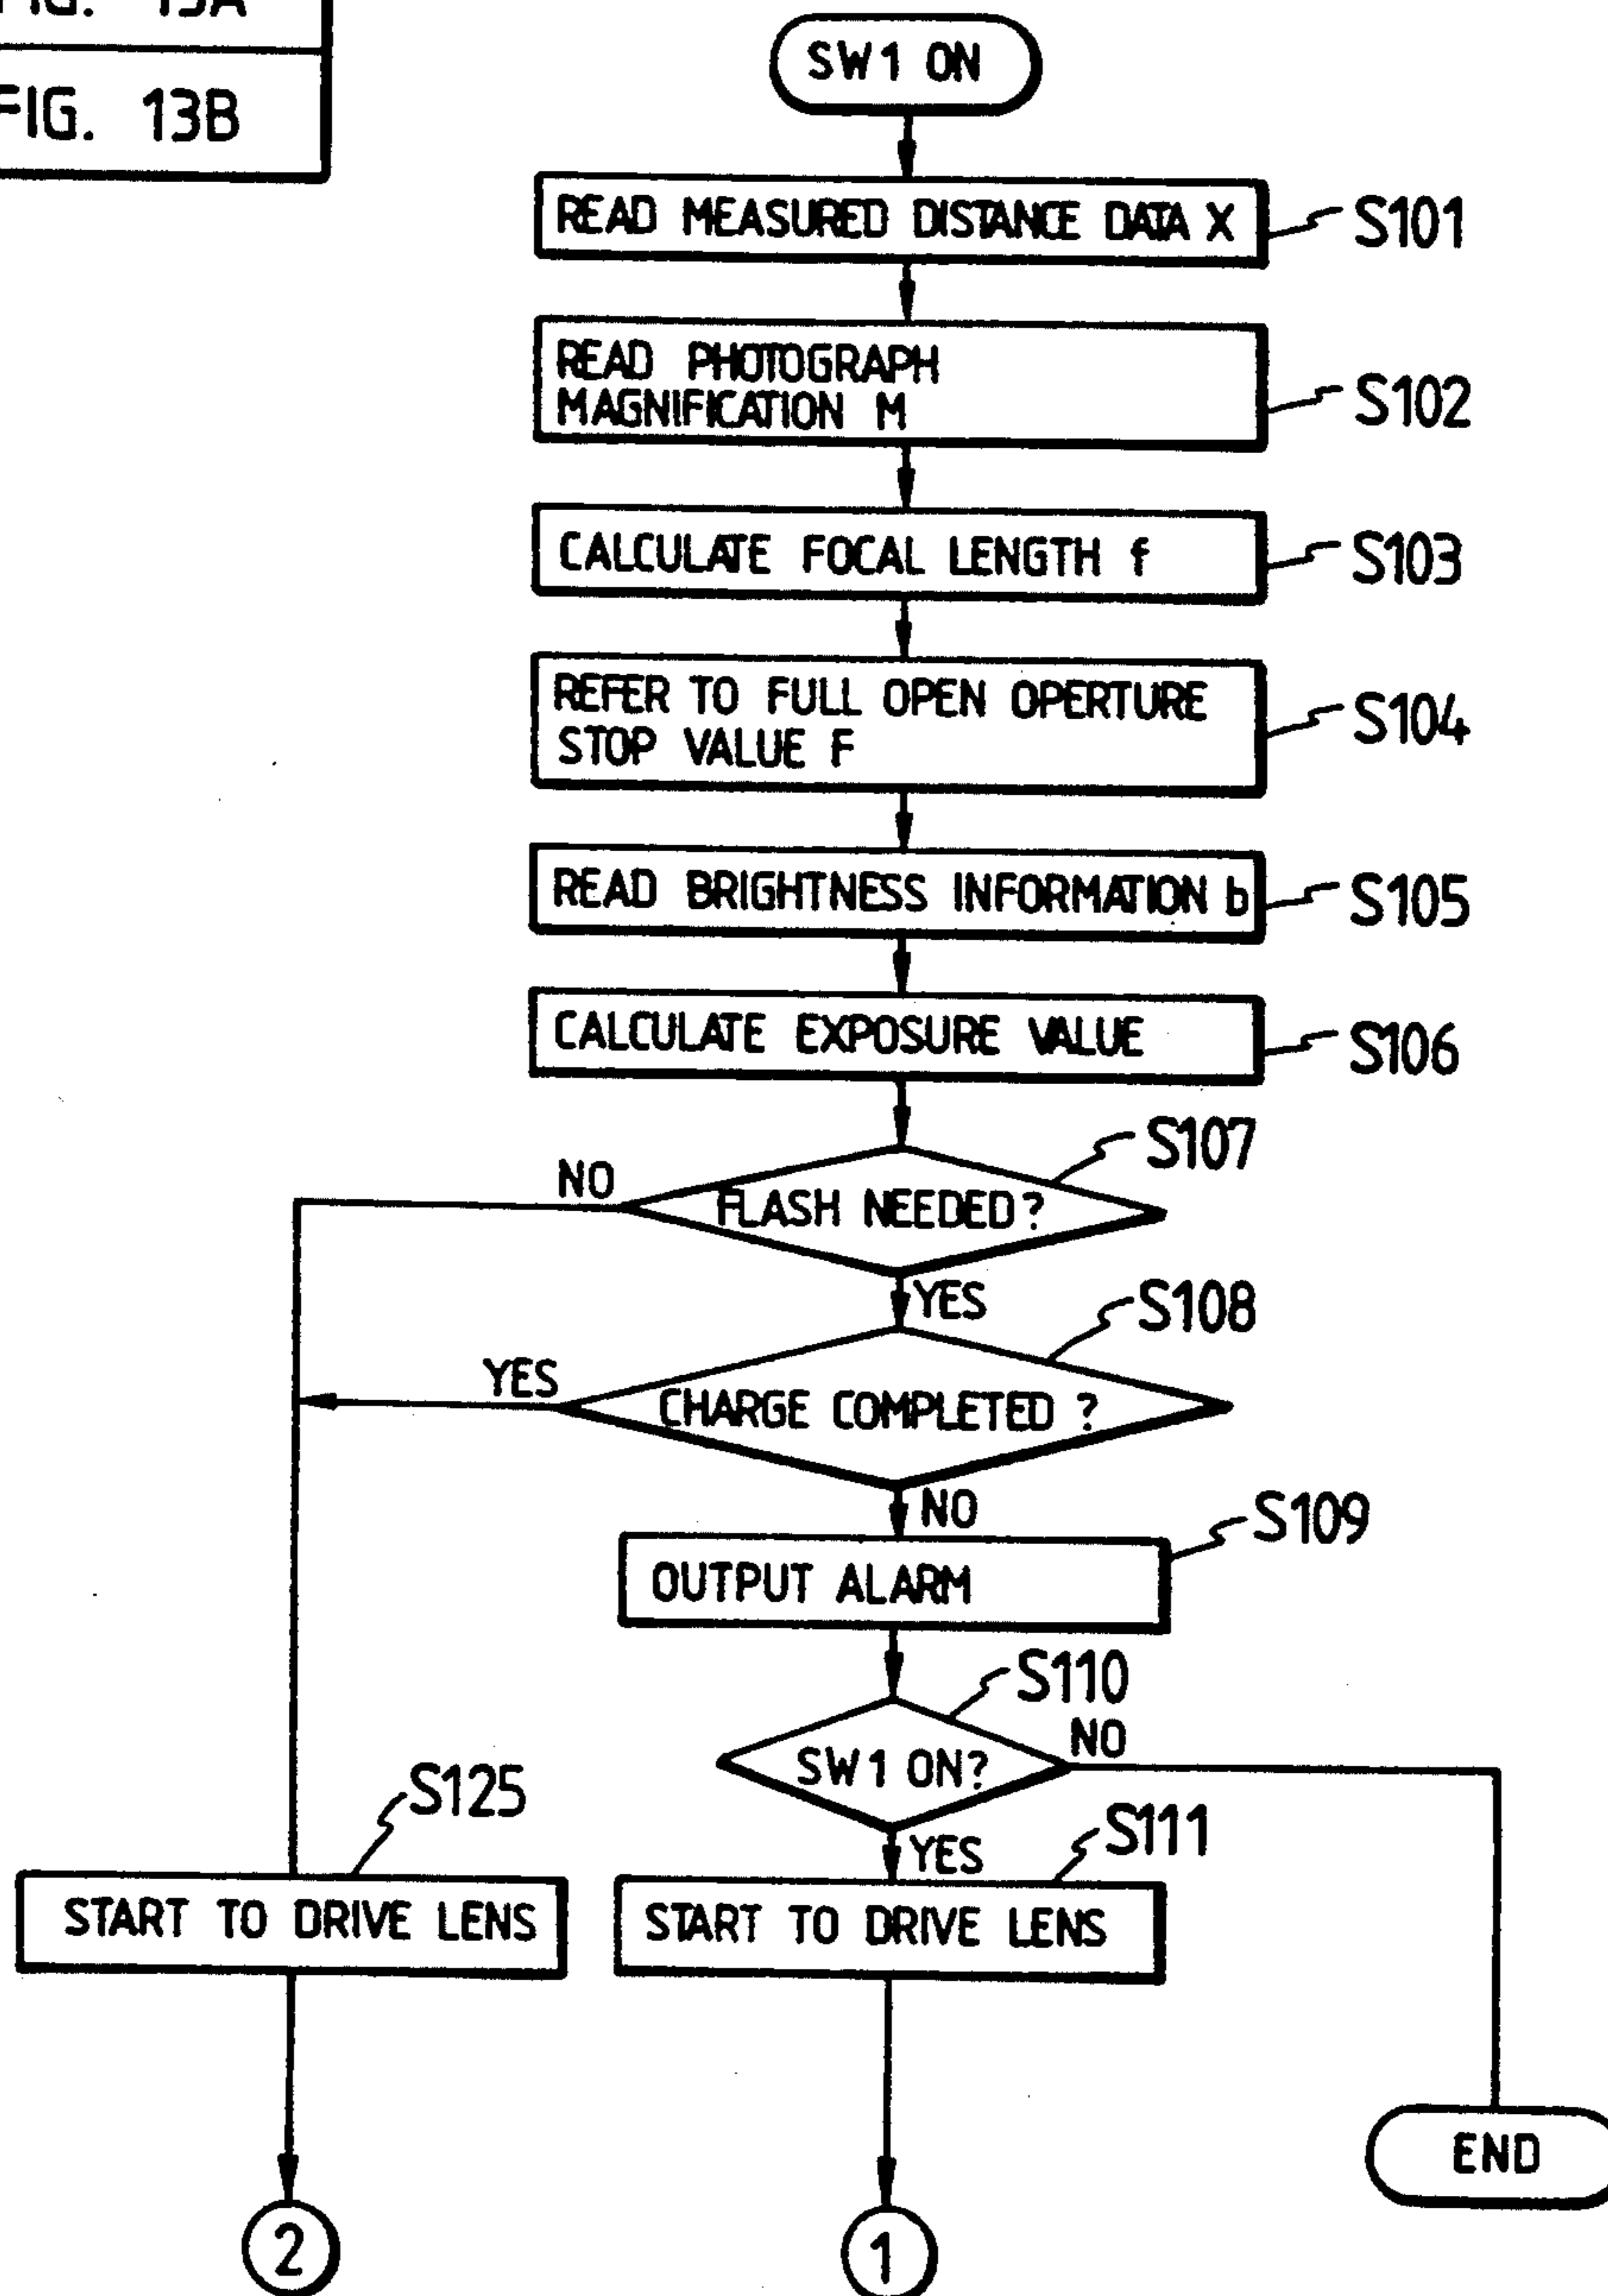 FIG. 13A
FIG. 13B
SW1 ON
READ MEASURED DISTANCE DATA X
S101
READ PHOTOGRAPH
MAGNIFICATION M
S102
CALCULATE FOCAL LENGTH f
S103
REFER TO FULL OPEN OPERTURE
STOP VALUE F
S104
READ BRIGHTNESS INFORMATION b
S105
CALCULATE EXPOSURE VALUE
S106
S107
NO
FLASH NEEDED?
YES
S108
YES
CHARGE COMPLETED ?
NO
S109
OUTPUT ALARM
S110
SW1 ON?
NO
YES
S125
S111
START TO DRIVE LENS
START TO DRIVE LENS
END
2
1